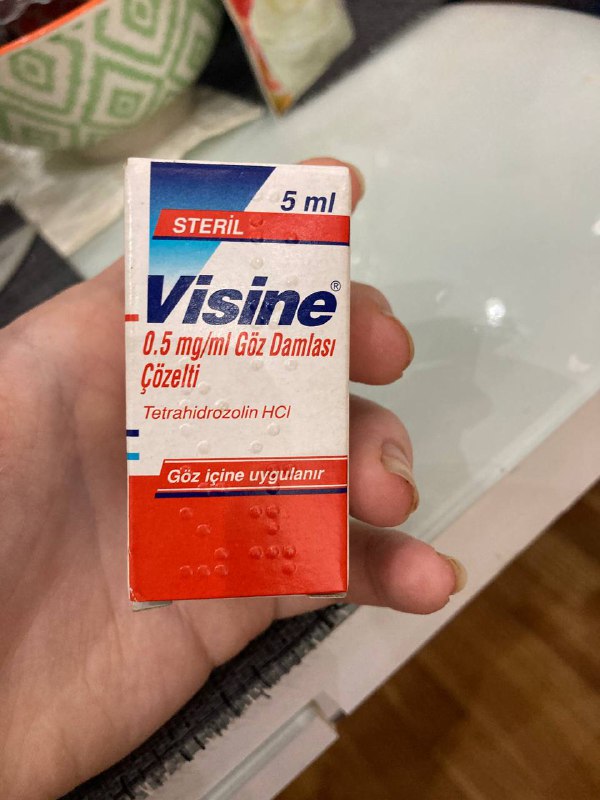 5 ml
STERİL
Visine®
0.5 mg/ml Göz Damlası
Çözelti
Tetrahidrozolin HCl
Göz içine uygulanır